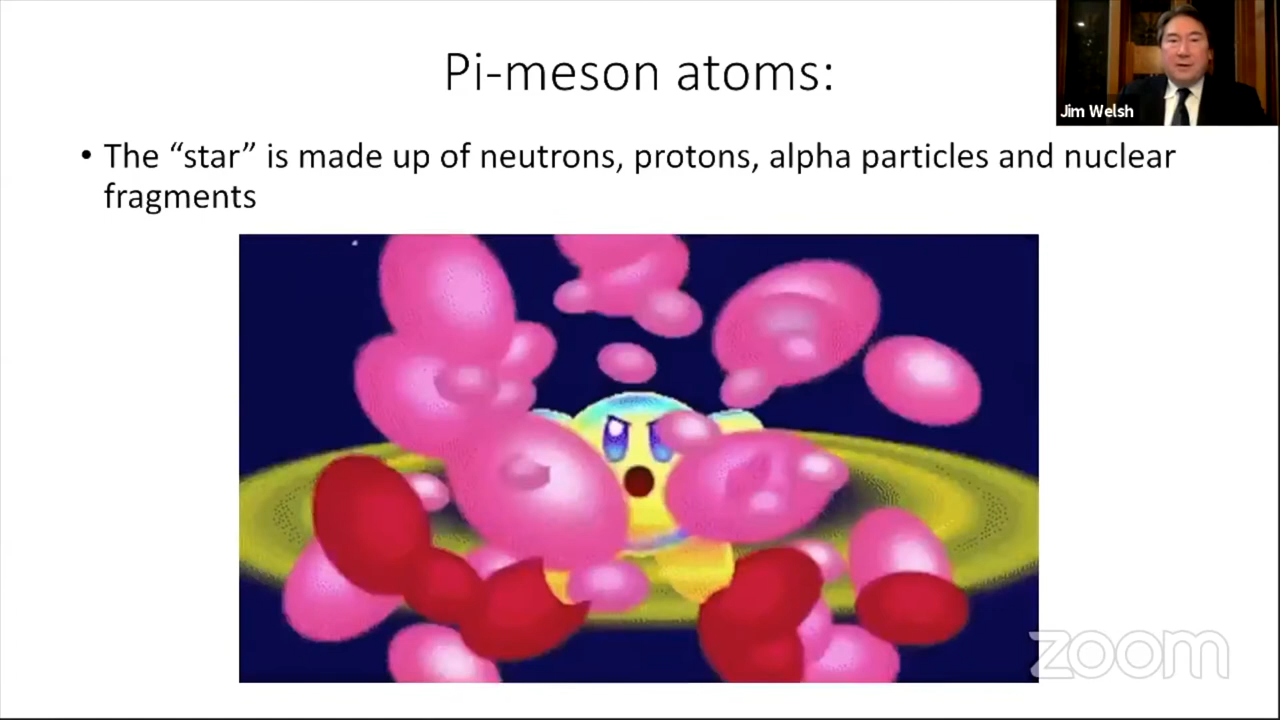 Pi-meson atoms:
Jim Welsh
• The “star” is made up of neutrons, protons, alpha particles and nuclear
fragments
zoom